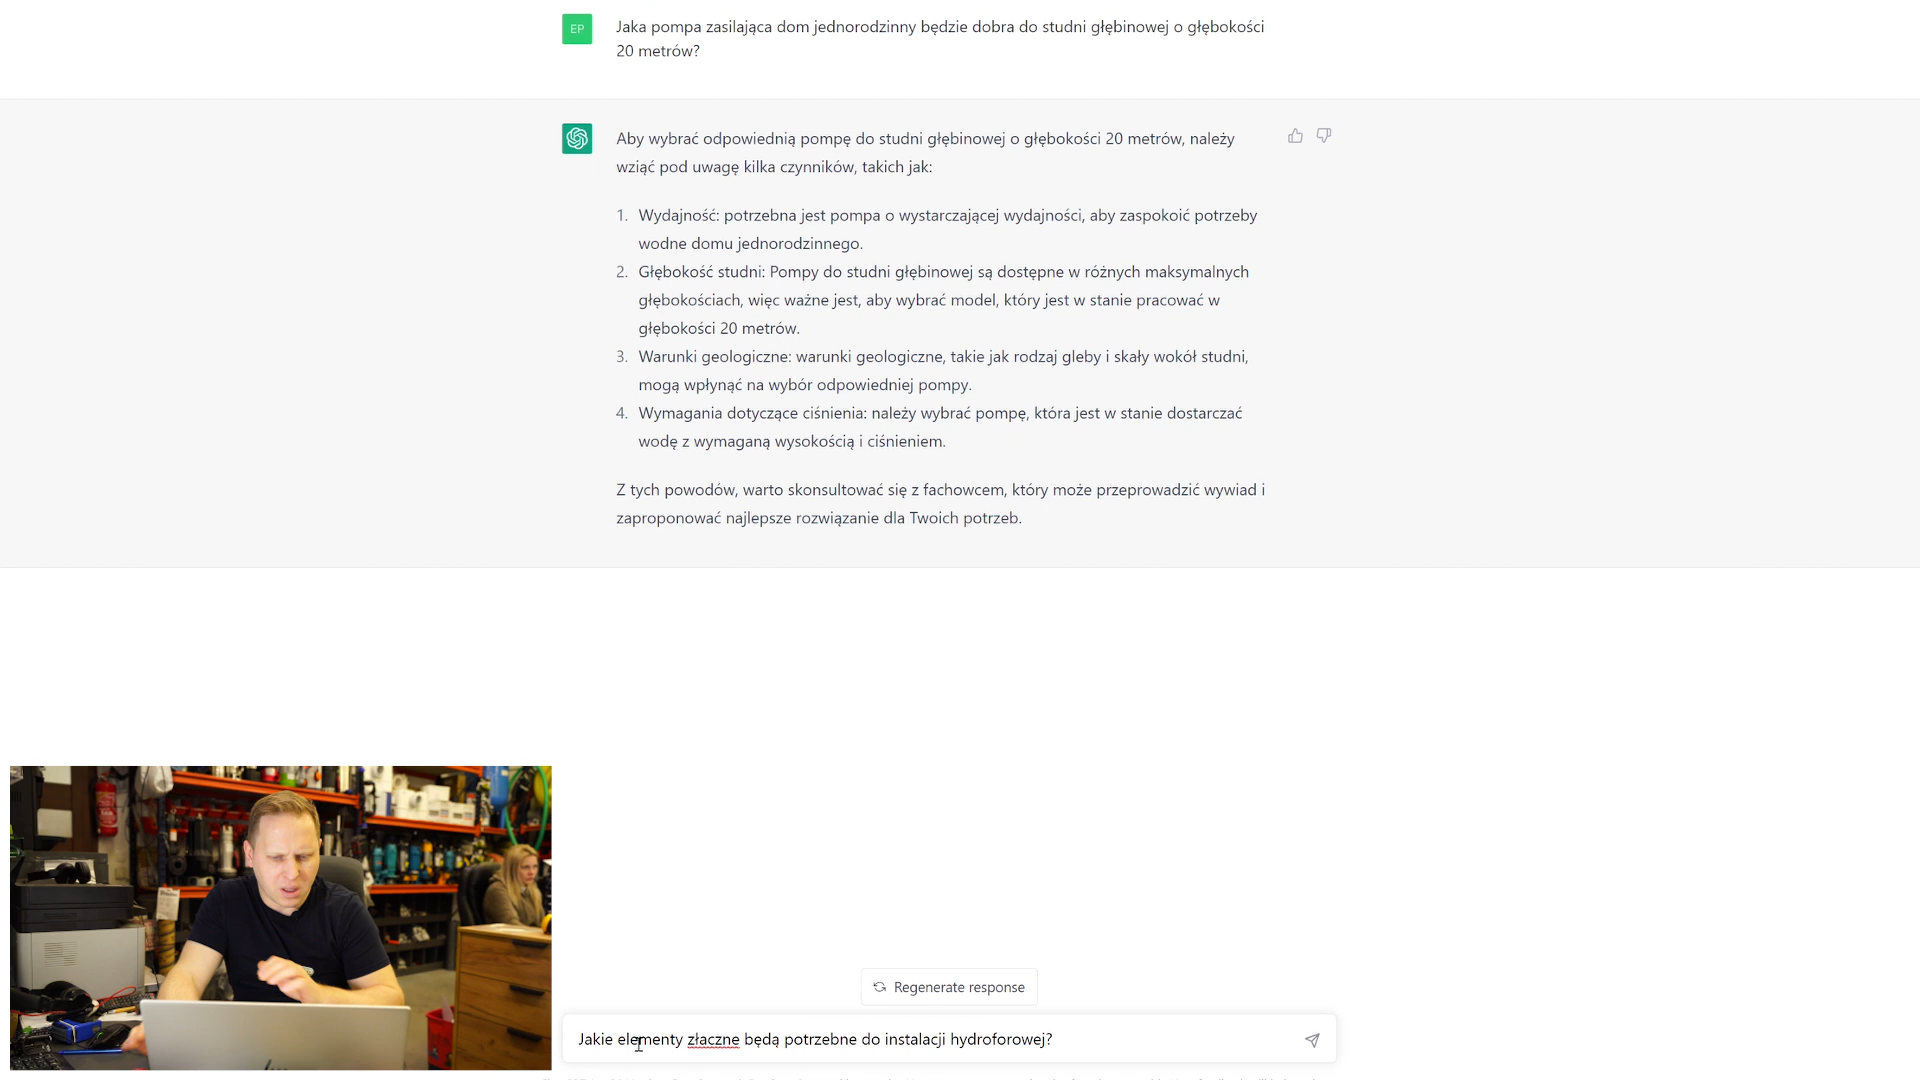 EP
Jaka pompa zasilająca dom jednorodzinny będzie dobra do studni głębinowej o głębokości
20 metrów?
Aby wybrać odpowiednią pompę do studni głębinowej o głębokości 20 metrów, należy
wziąć pod uwagę kilka czynników, takich jak:
1. Wydajność: potrzebna jest pompa o wystarczającej wydajności, aby zaspokoić potrzeby
wodne domu jednorodzinnego.
2. Głębokość studni: Pompy do studni głębinowej są dostępne w różnych maksymalnych
głębokościach, więc ważne jest, aby wybrać model, który jest w stanie pracować w
głębokości 20 metrów.
3. Warunki geologiczne: warunki geologiczne, takie jak rodzaj gleby i skały wokół studni,
mogą wpłynąć na wybór odpowiedniej pompy.
4. Wymagania dotyczące ciśnienia: należy wybrać pompę, która jest w stanie dostarczać
wodę z wymaganą wysokością i ciśnieniem.
Z tych powodów, warto skonsultować się z fachowcem, który może przeprowadzić wywiad i
zaproponować najlepsze rozwiązanie dla Twoich potrzeb.
Regenerate response
Jakie elementy złaczne będą potrzebne do instalacji hydroforowej?